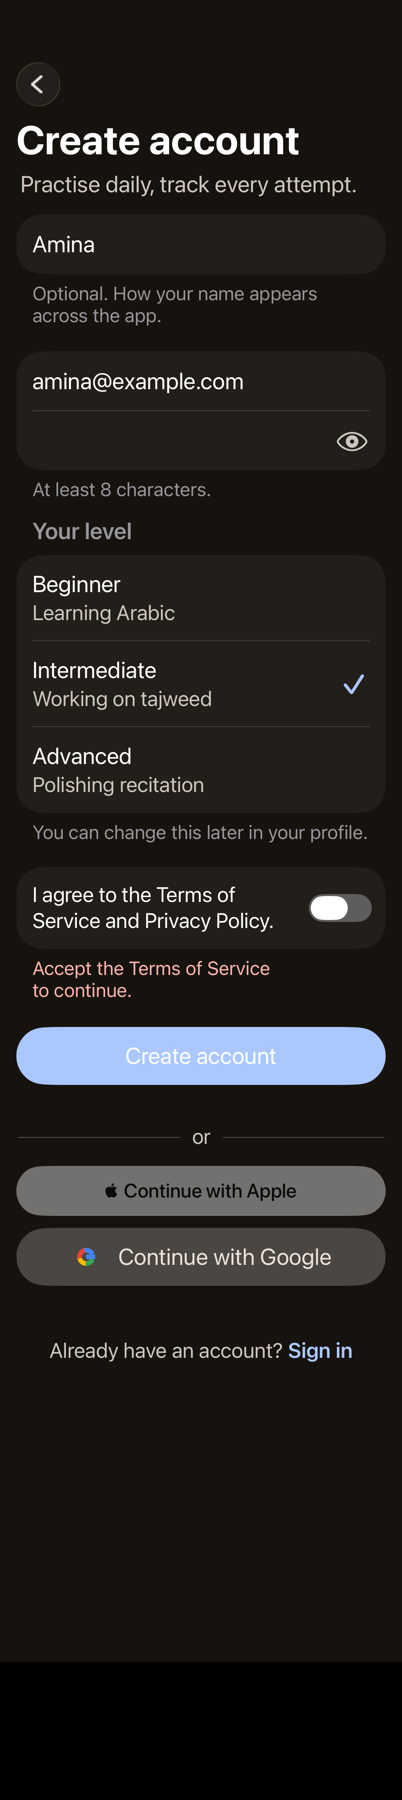 Create account
Practise daily, track every attempt.
Amina
Optional. How your name appears
across the app.
amina@example.com
At least 8 characters.
Your level
Beginner
Learning Arabic
Intermediate
Working on tajweed
Advanced
Polishing recitation
You can change this later in your profile.
I agree to the Terms of
Service and Privacy Policy.
Accept the Terms of Service
to continue.
Create account
or
Continue with Apple
Continue with Google
Already have an account? Sign in